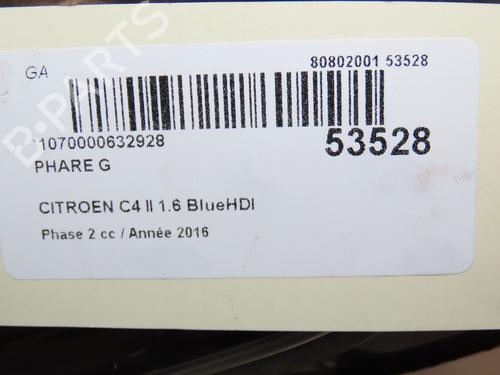 GA
80802001 53528
1070000632928
53528
PHARE G
CITROEN C4 II 1.6 BlueHDI
Phase 2 cc / Année 2016
B-PARTS